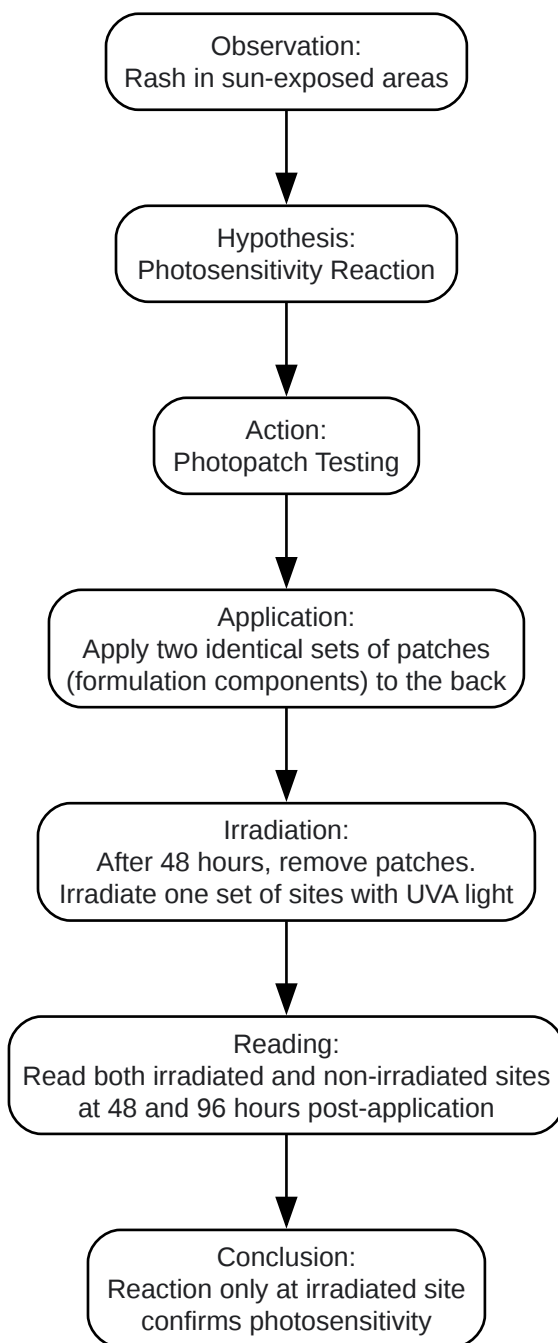 Observation:
Rash in sun-exposed areas
Hypothesis:
Photosensitivity Reaction
Action:
Photopatch Testing
Application:
Apply two identical sets of patches
(formulation components) to the back
Irradiation:
After 48 hours, remove patches.
Irradiate one set of sites with UVA light
Reading:
Read both irradiated and non-irradiated sites
at 48 and 96 hours post-application
Conclusion:
Reaction only at irradiated site
confirms photosensitivity